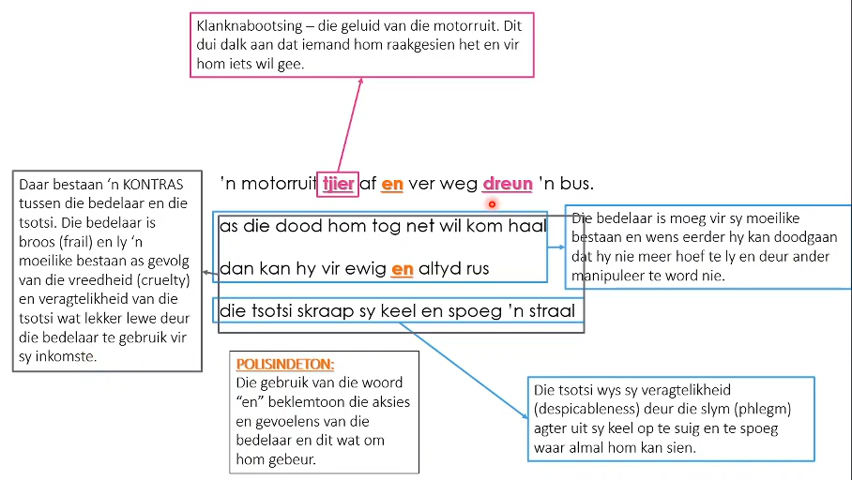 Klanknabootsing – die geluid van die motorruit. Dit
dui dalk aan dat iemand hom raakgesien het en vir
hom iets wil gee.
’n motorruit tjier af en ver weg dreun ’n bus.
as die dood hom tog net wil kom haal
dan kan hy vir ewig en altyd rus
die tsotsi skraap sy keel en spoeg ’n straal
Daar bestaan ‘n KONTRAS
tussen die bedelaar en die
tsotsi. Die bedelaar is
broos (frail) en ly ‘n
moeilike bestaan as gevolg
van die vreedheid (cruelty)
en veragtelikheid van die
tsotsi wat lekker lewe deur
die bedelaar te gebruik vir
sy inkomste.
Die bedelaar is moeg vir sy moeilike
bestaan en wens eerder hy kan doodgaan
dat hy nie meer hoef te ly en deur ander
manipuleer te word nie.
POLISINDETON:
Die gebruik van die woord
“en” beklemtoon die aksies
en gevoelens van die
bedelaar en dit wat om
hom gebeur.
Die tsotsi wys sy veragtelikheid
(despicableness) deur die slym (phlegm)
agter uit sy keel op te suig en te spoeg
waar almal hom kan sien.